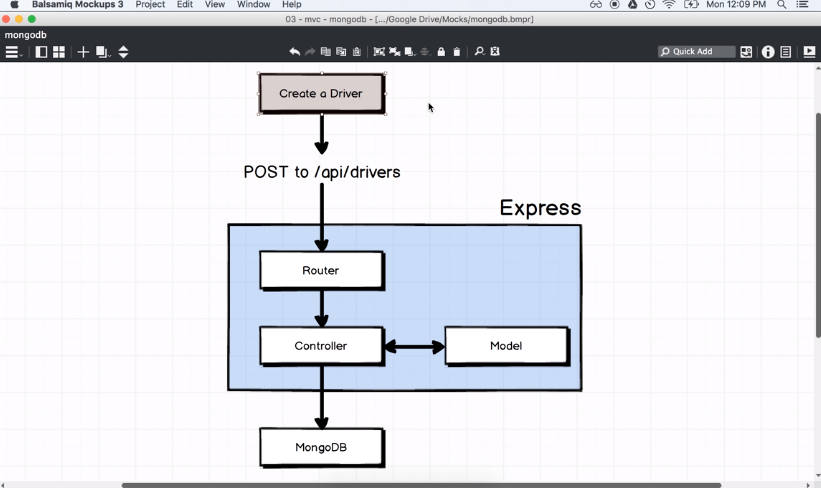 Balsamiq Mockups 3 Project Edit View Window Help Mon 12:09 PM
03 - mvc - mongodb - [.../Google Drive/Mocks/mongodb.bmpr]
mongodb
Quick Add
Create a Driver
POST to /api/drivers
Express
Router
Controller
Model
MongoDB